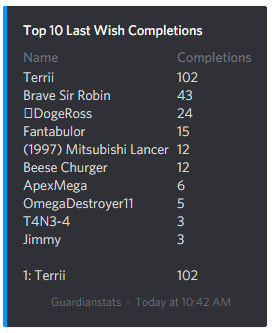 Top 10 Last Wish Completions
Name Completions
Terrii 102
Brave Sir Robin 43
▯DogeRoss 24
Fantabulor 15
(1997) Mitsubishi Lancer 12
Beese Churger 12
ApexMega 6
OmegaDestroyer11 5
T4N3-4 3
Jimmy 3
1: Terrii 102
Guardianstats • Today at 10:42 AM